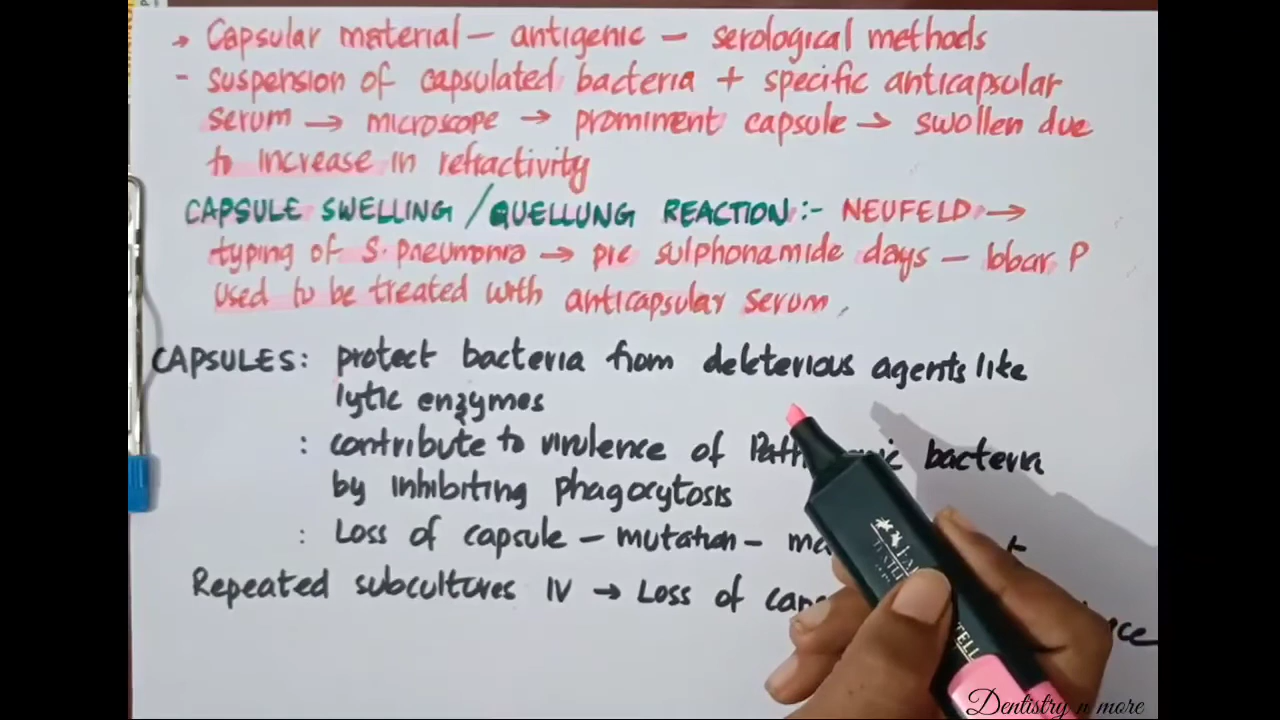 → Capsular material - antigenic - serological methods
- suspension of capsulated bacteria + specific anticapsular
serum → microscope → prominent capsule → swollen due
to increase in refractivity
CAPSULE SWELLING / QUELLUNG REACTION :- NEUFELD →
typing of S. pneumonia → pre sulphonamide days - lobar P
used to be treated with anticapsular serum.
CAPSULES : protect bacteria from deleterious agents like
lytic enzymes
: contribute to virulence of bacteria
by inhibiting phagocytosis
: Loss of capsule - mutation -
Repeated subcultures IV → Loss of
Dentistry n more